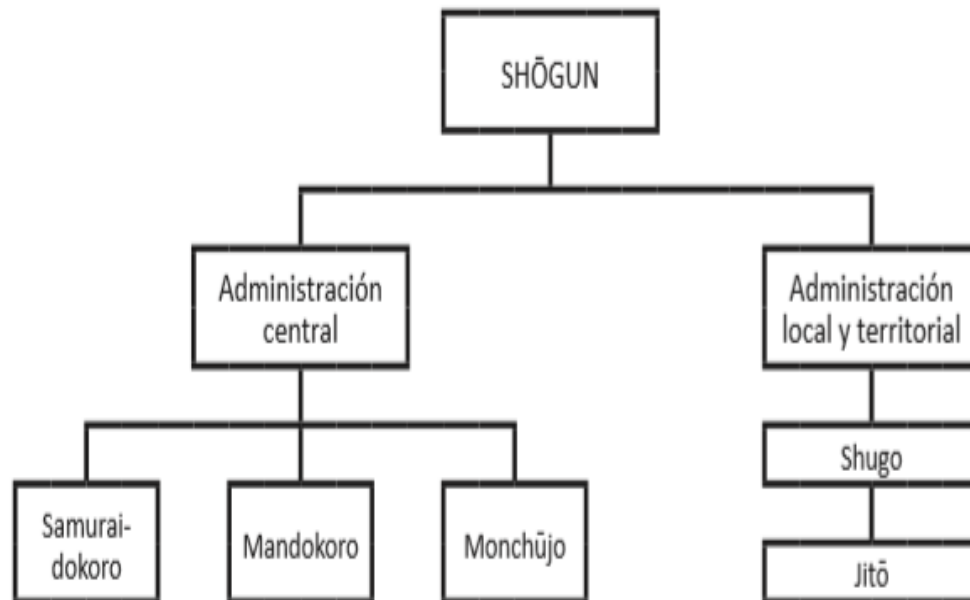 SHŌGUN
Administración
central
Administración
local y territorial
Samurai-
dokoro
Mandokoro
Monchūjo
Shugo
Jitō